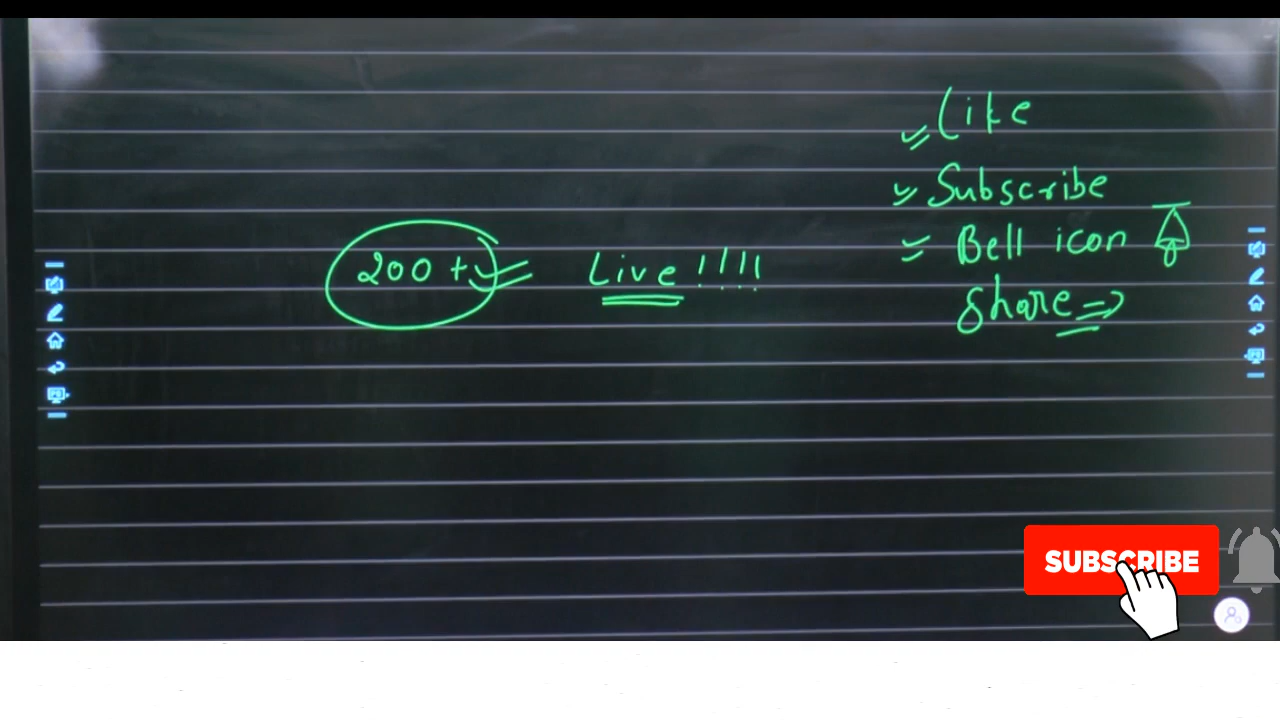 Like
Subscribe
Bell icon
200 + Live !!!!
Share =>
SUBSCRIBE